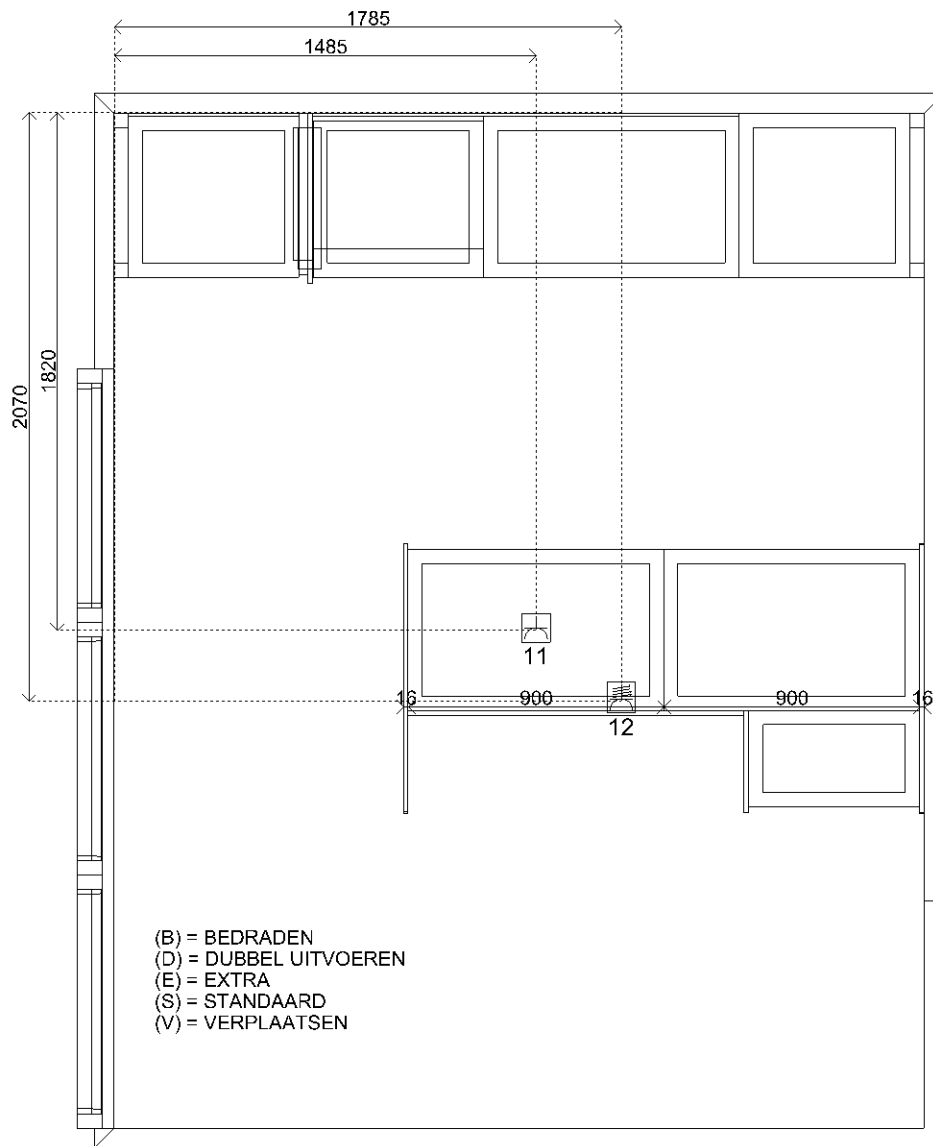 1785
1485
2070
1820
11
16
900
900
16
12
(B) = BEDRADEN
(D) = DUBBEL UITVOEREN
(E) = EXTRA
(S) = STANDAARD
(V) = VERPLAATSEN